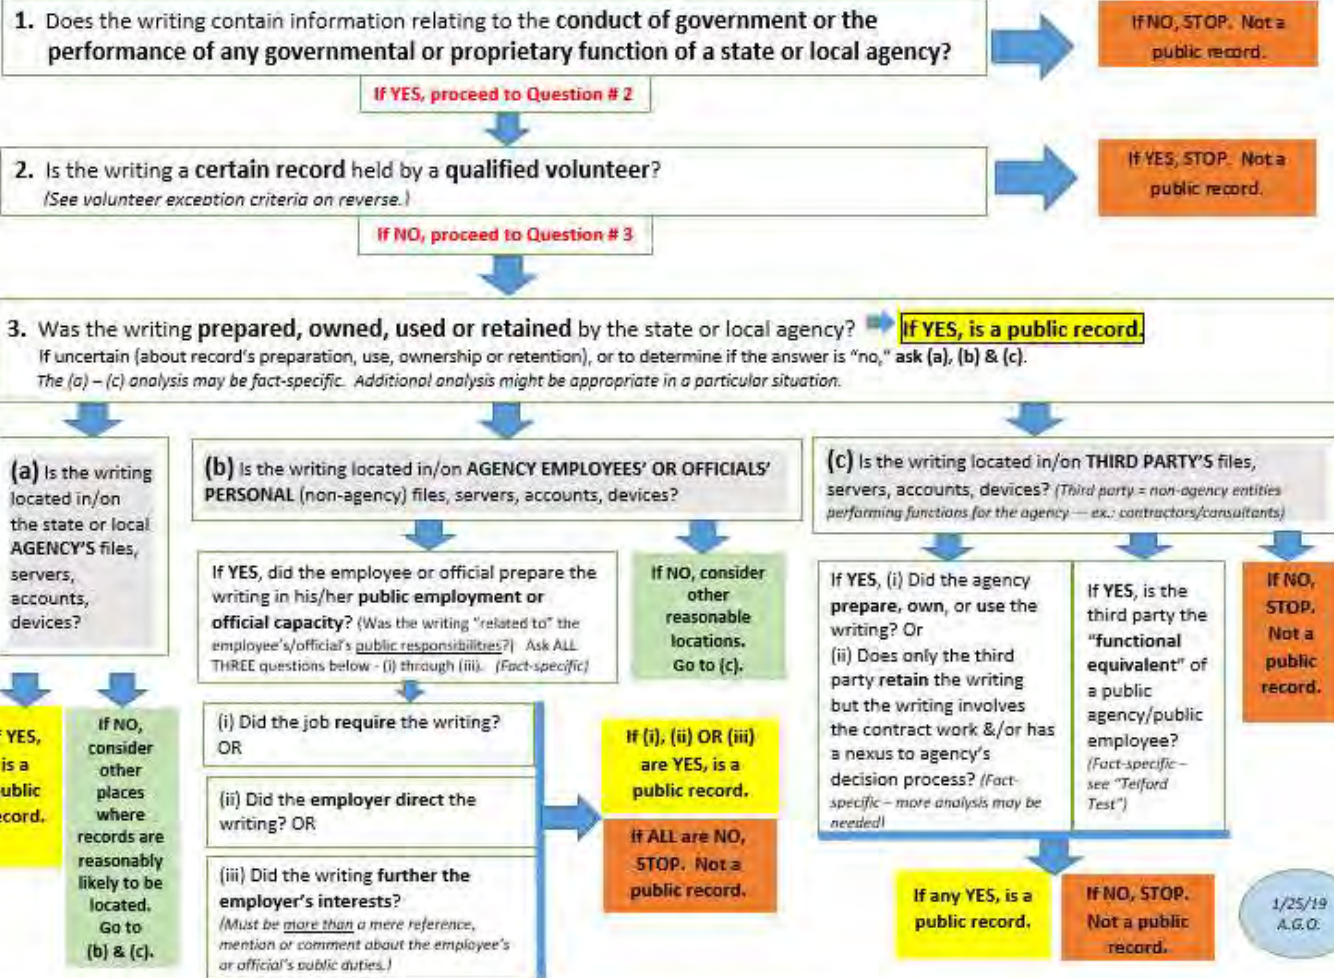 1. Does the writing contain information relating to the conduct of government or the
performance of any governmental or proprietary function of a state or local agency?
If NO, STOP. Not a
public record.
If YES, proceed to Question # 2
2. Is the writing a certain record held by a qualified volunteer?
(See volunteer exception criteria on reverse.)
If YES, STOP. Not a
public record.
If NO, proceed to Question # 3
3. Was the writing prepared, owned, used or retained by the state or local agency?
If YES, is a public record.
If uncertain (about record's preparation, use, ownership or retention), or to determine if the answer is "no," ask (a), (b) & (c).
The (a) – (c) analysis may be fact-specific. Additional analysis might be appropriate in a particular situation.
(a) Is the writing
located in/on
the state or local
AGENCY'S files,
servers,
accounts,
devices?
YES,
is a
public
record.
If NO,
consider
other
places
where
records are
reasonably
likely to be
located.
Go to
(b) & (c).
(b) Is the writing located in/on AGENCY EMPLOYEES' OR OFFICIALS'
PERSONAL (non-agency) files, servers, accounts, devices?
If YES, did the employee or official prepare the
writing in his/her public employment or
official capacity? (Was the writing "related to" the
employee's/official's public responsibilities?) Ask ALL
THREE questions below - (i) through (iii). (Fact-specific)
If NO, consider
other
reasonable
locations.
Go to (c).
(i) Did the job require the writing?
OR
(ii) Did the employer direct the
writing? OR
(iii) Did the writing further the
employer's interests?
(Must be more than a mere reference,
mention or comment about the employee's
or official's public duties.)
If (i), (ii) OR (iii)
are YES, is a
public record.
If ALL are NO,
STOP. Not a
public record.
(c) Is the writing located in/on THIRD PARTY'S files,
servers, accounts, devices? (Third party = non-agency entities
performing functions for the agency — ex.: contractors/consultants)
If YES, (i) Did the agency
prepare, own, or use the
writing? Or
(ii) Does only the third
party retain the writing
but the writing involves
the contract work &/or has
a nexus to agency's
decision process? (Fact-
specific – more analysis may be
needed)
If YES, is the
third party the
"functional
equivalent" of
a public
agency/public
employee?
(Fact-specific –
see "Telford
Test")
If NO,
STOP.
Not a
public
record.
If any YES, is a
public record.
If NO, STOP.
Not a public
record.
1/25/19
A.G.O.